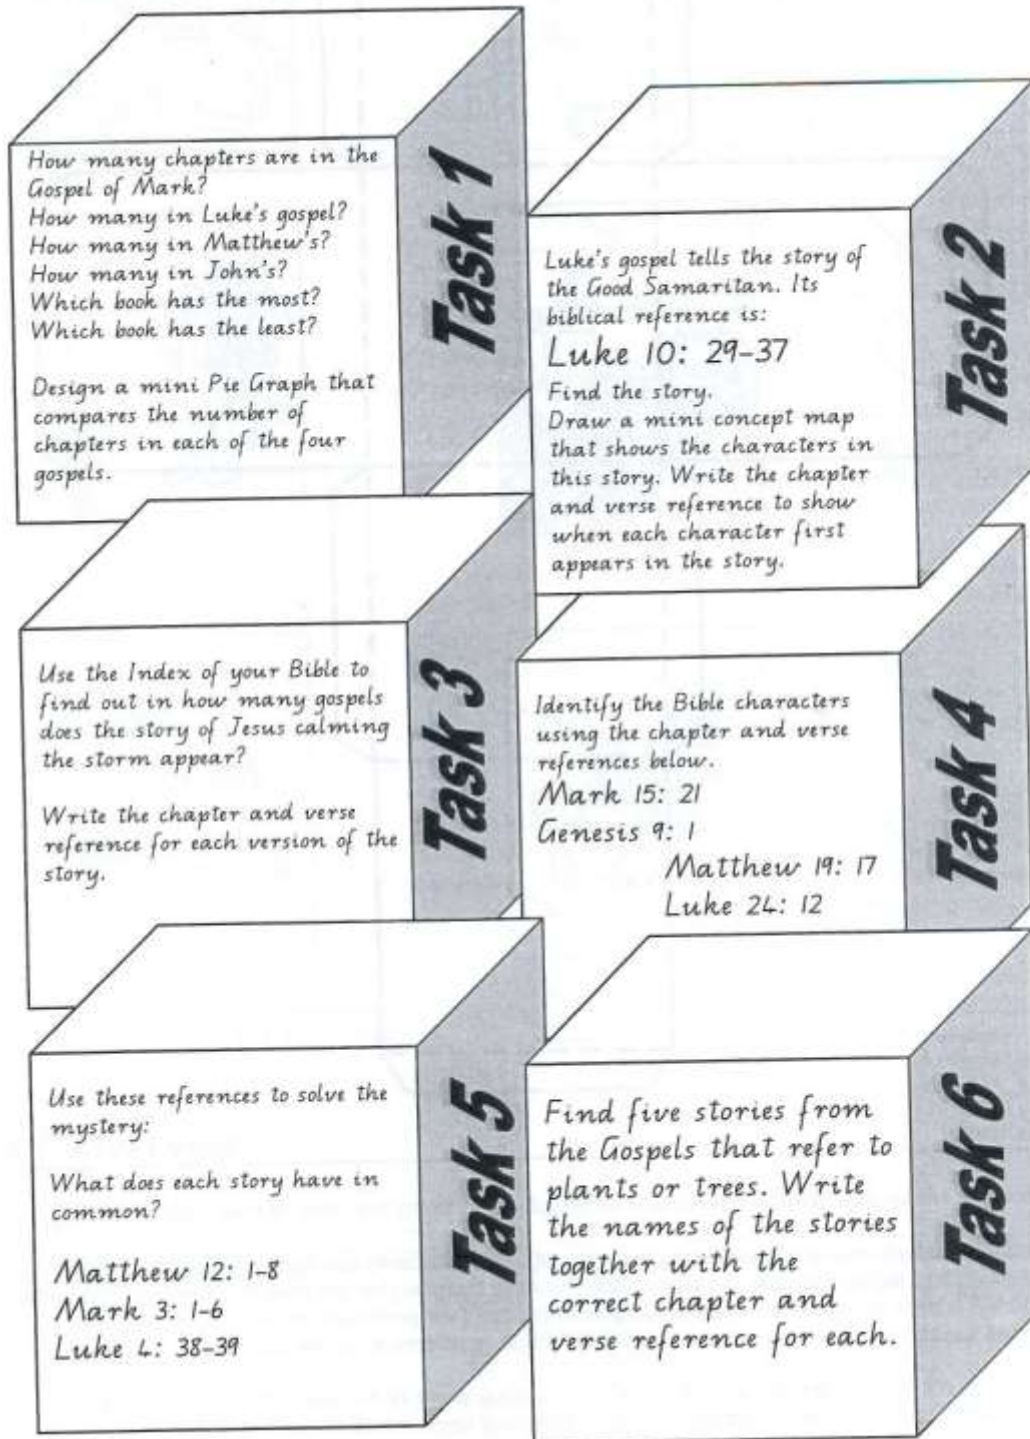 How many chapters are in the
Gospel of Mark?
How many in Luke's gospel?
How many in Matthew's?
How many in John's?
Which book has the most?
Which book has the least?
Design a mini Pie Graph that
compares the number of
chapters in each of the four
gospels.
Task 1
Luke's gospel tells the story of
the Good Samaritan. Its
biblical reference is:
Luke 10: 29-37
Find the story.
Draw a mini concept map
that shows the characters in
this story. Write the chapter
and verse reference to show
when each character first
appears in the story.
Task 2
Use the Index of your Bible to
find out in how many gospels
does the story of Jesus calming
the storm appear?
Write the chapter and verse
reference for each version of the
story.
Task 3
Identify the Bible characters
using the chapter and verse
references below.
Mark 15: 21
Genesis 9: 1
Matthew 19: 17
Luke 24: 12
Task 4
Use these references to solve the
mystery:
What does each story have in
common?
Matthew 12: 1-8
Mark 3: 1-6
Luke 4: 38-39
Task 5
Find five stories from
the Gospels that refer to
plants or trees. Write
the names of the stories
together with the
correct chapter and
verse reference for each.
Task 6